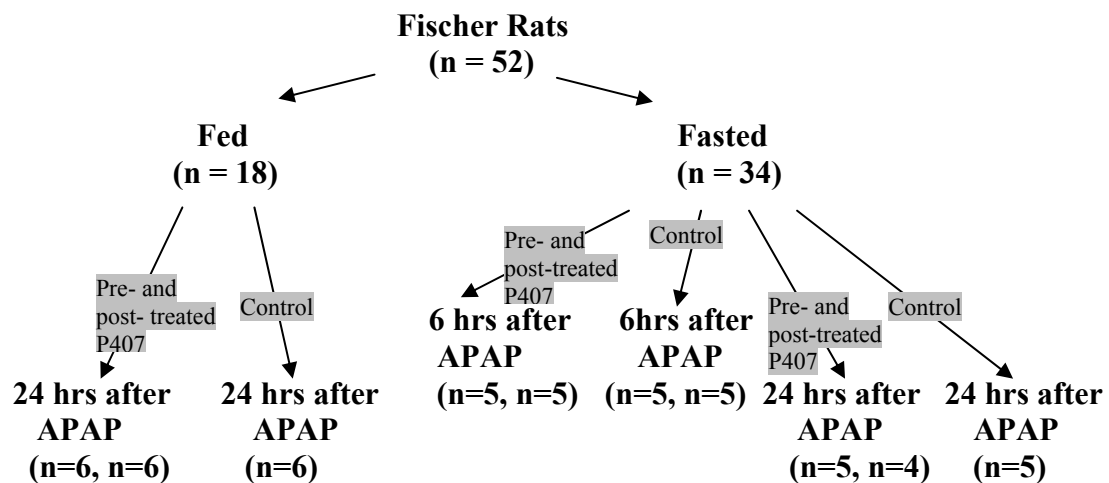 Fischer Rats
(n = 52)
Fed
(n = 18)
Fasted
(n = 34)
Pre- and
post- treated
P407
Control
Pre- and
post-treated
P407
Control
Pre- and
post-treated
P407
Control
24 hrs after
APAP
(n=6, n=6)
24 hrs after
APAP
(n=6)
6 hrs after
APAP
(n=5, n=5)
6hrs after
APAP
(n=5, n=5)
24 hrs after
APAP
(n=5, n=4)
24 hrs after
APAP
(n=5)